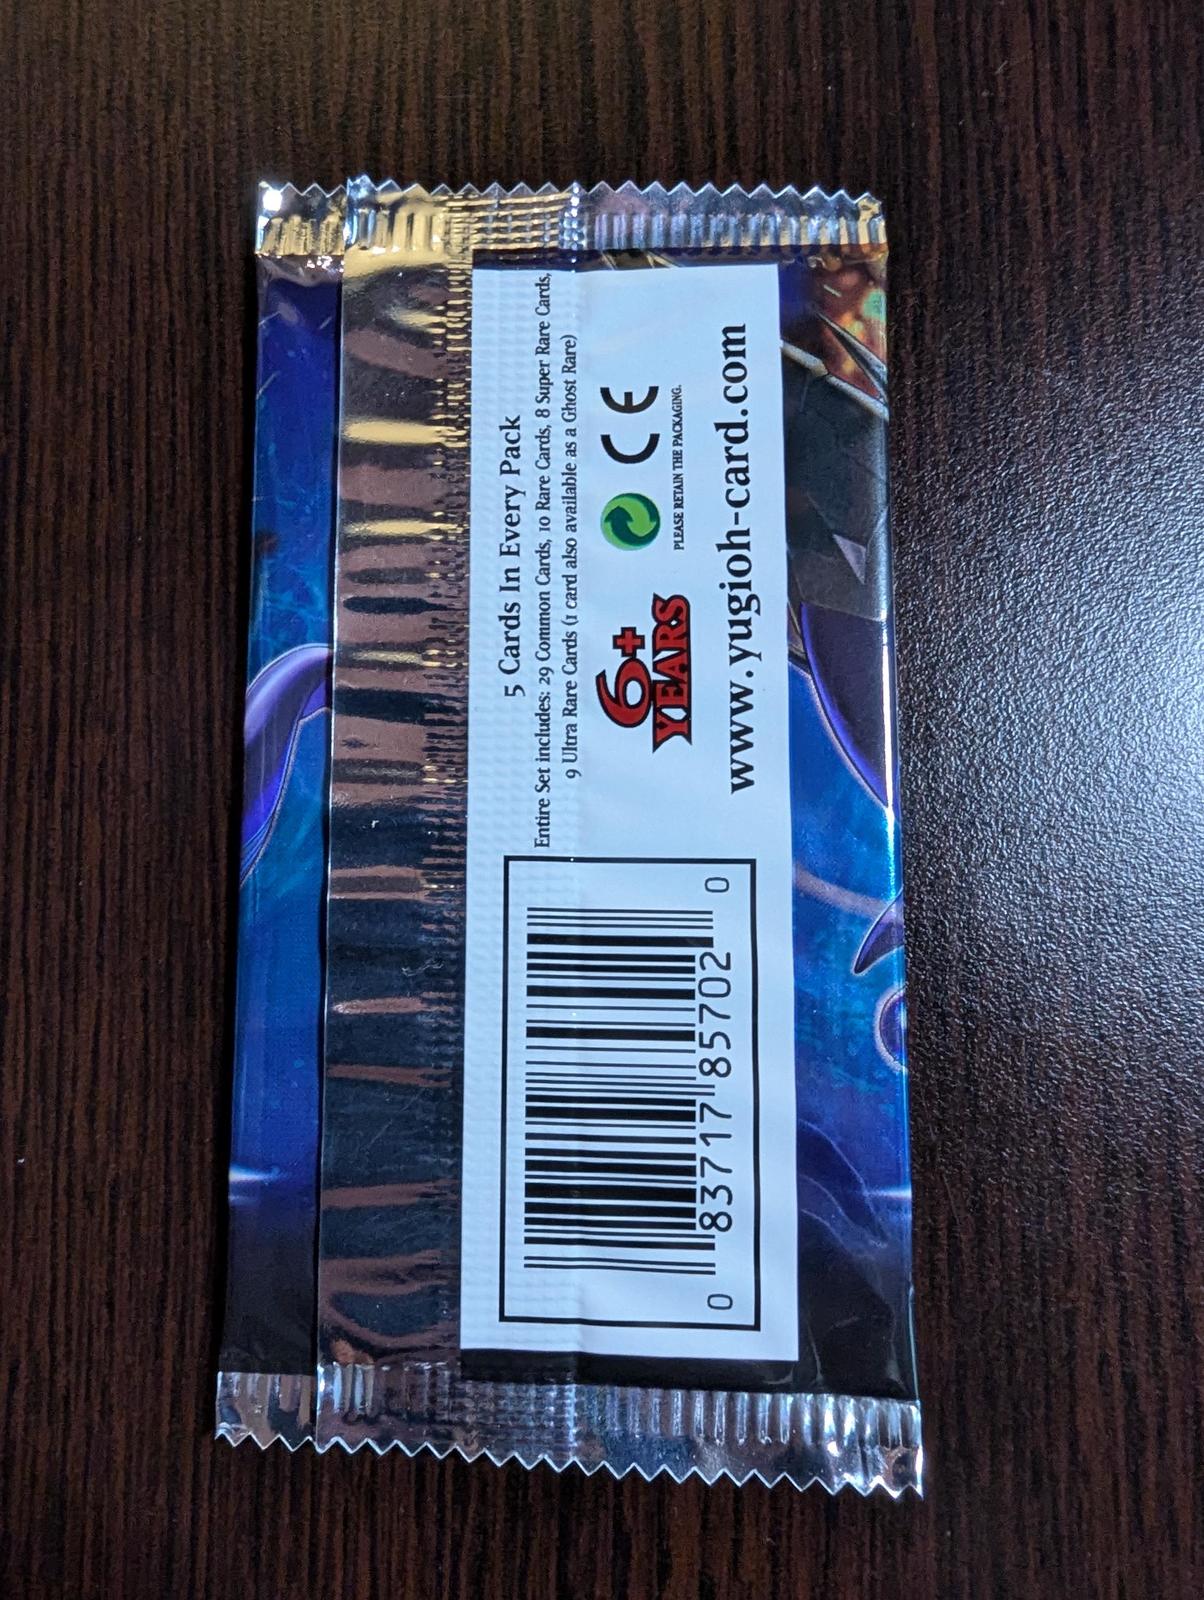 5 Cards In Every Pack
Entire Set includes: 29 Common Cards, 10 Rare Cards, 8 Super Rare Cards,
9 Ultra Rare Cards (1 card also available as a Ghost Rare)
6+
YEARS
CE
PLEASE RETAIN THE PACKAGING.
www.yugioh-card.com
0 83717 85702 0